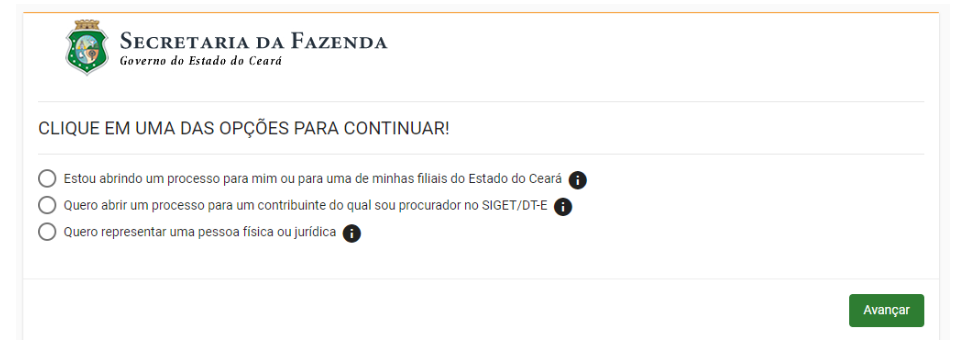 SECRETARIA DA FAZENDA
Governo do Estado do Ceará
CLIQUE EM UMA DAS OPÇÕES PARA CONTINUAR!
Estou abrindo um processo para mim ou para uma de minhas filiais do Estado do Ceará
Quero abrir um processo para um contribuinte do qual sou procurador no SIGET/DT-E
Quero representar uma pessoa física ou jurídica
Avançar